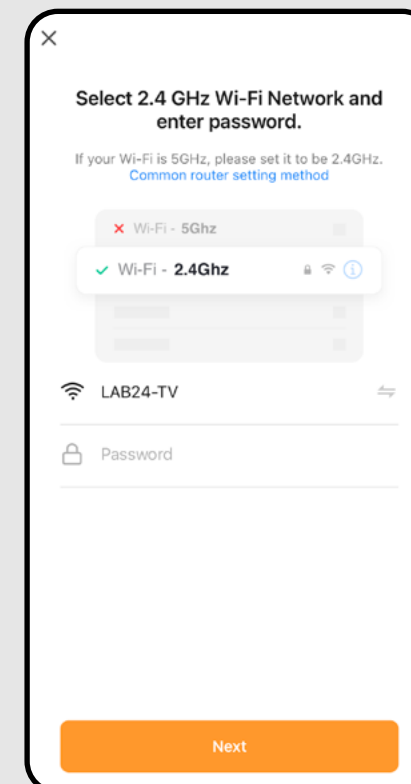 Select 2.4 GHz Wi-Fi Network and
enter password.
If your Wi-Fi is 5GHz, please set it to be 2.4GHz.
Common router setting method
Wi-Fi - 5Ghz
Wi-Fi - 2.4Ghz
LAB24-TV
Password
Next